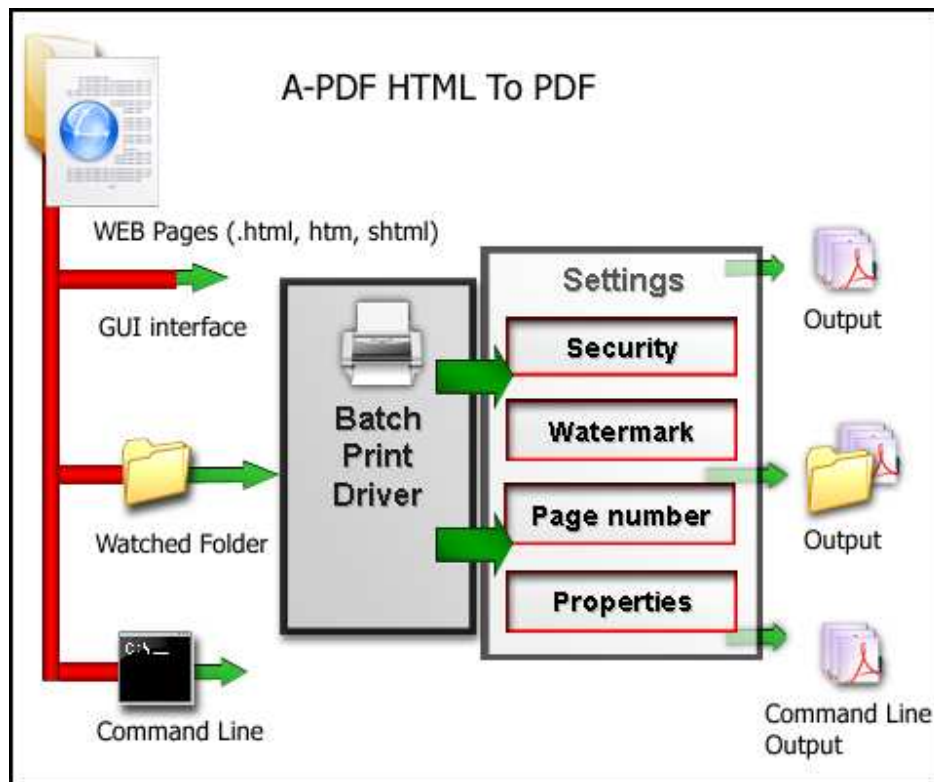 A-PDF HTML To PDF
WEB Pages (.html, htm, shtml)
GUI interface
Watched Folder
C:\
Command Line
Batch
Print
Driver
Settings
Security
Watermark
Page number
Properties
Output
Output
Command Line
Output